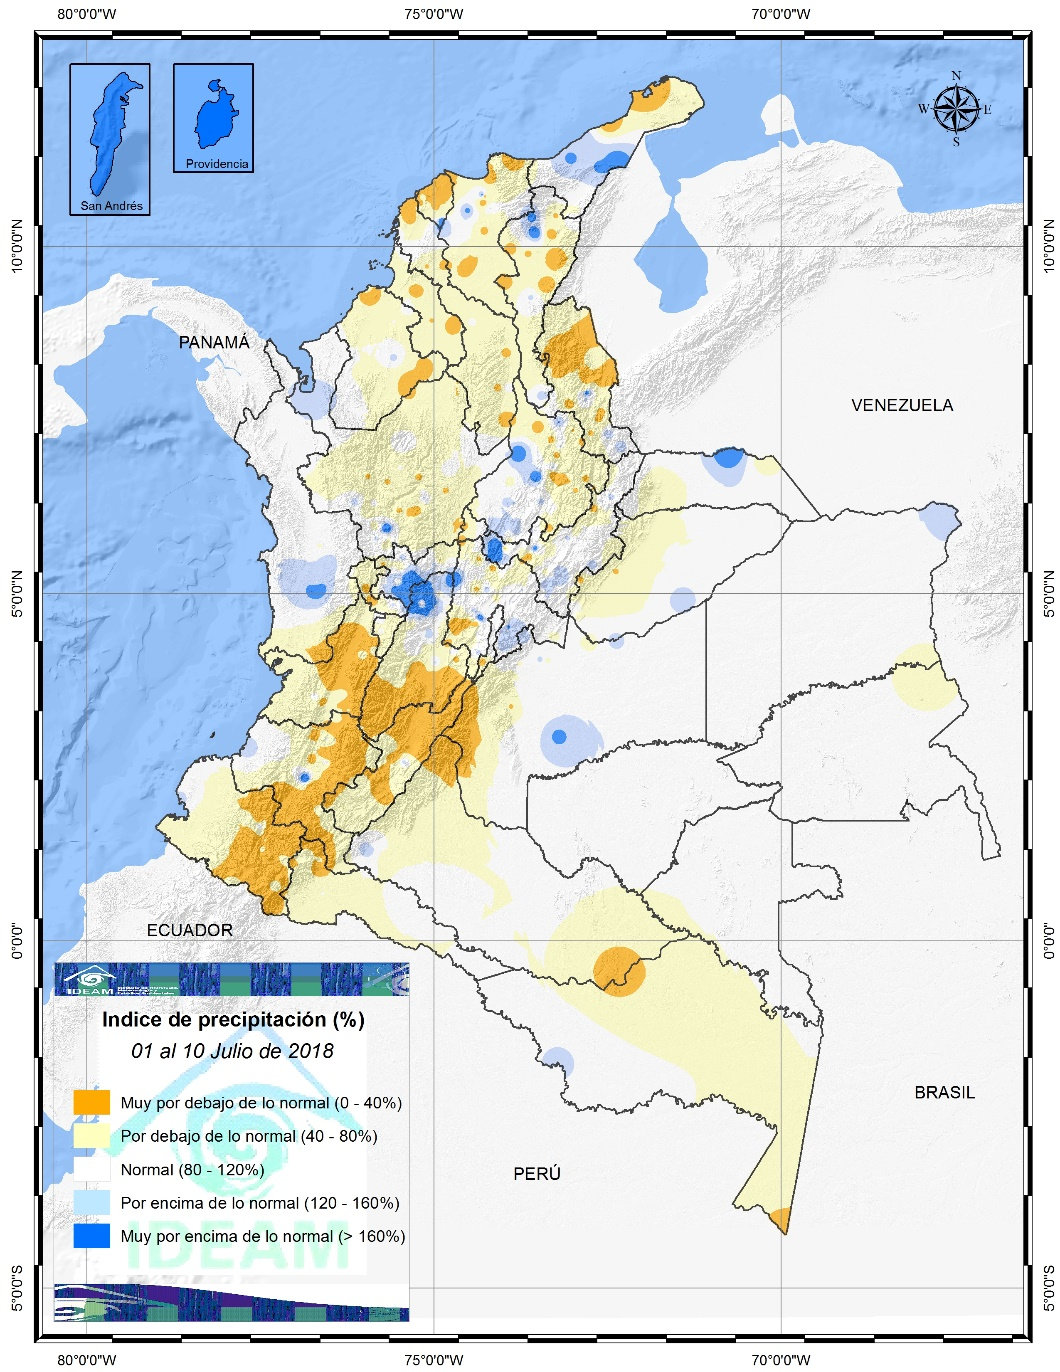 80°0'0"W
75°0'0"W
70°0'0"W
San Andrés
Providencia
N
W
E
S
10°0'0"N
10°0'0"N
PANAMÁ
VENEZUELA
5°0'0"N
5°0'0"N
ECUADOR
0°0'0"
0°0'0"
IDEAM
Indice de precipitación (%)
01 al 10 Julio de 2018
Muy por debajo de lo normal (0 - 40%)
Por debajo de lo normal (40 - 80%)
Normal (80 - 120%)
Por encima de lo normal (120 - 160%)
Muy por encima de lo normal (> 160%)
IDEAM
BRASIL
PERÚ
5°0'0"S
5°0'0"S
80°0'0"W
75°0'0"W
70°0'0"W